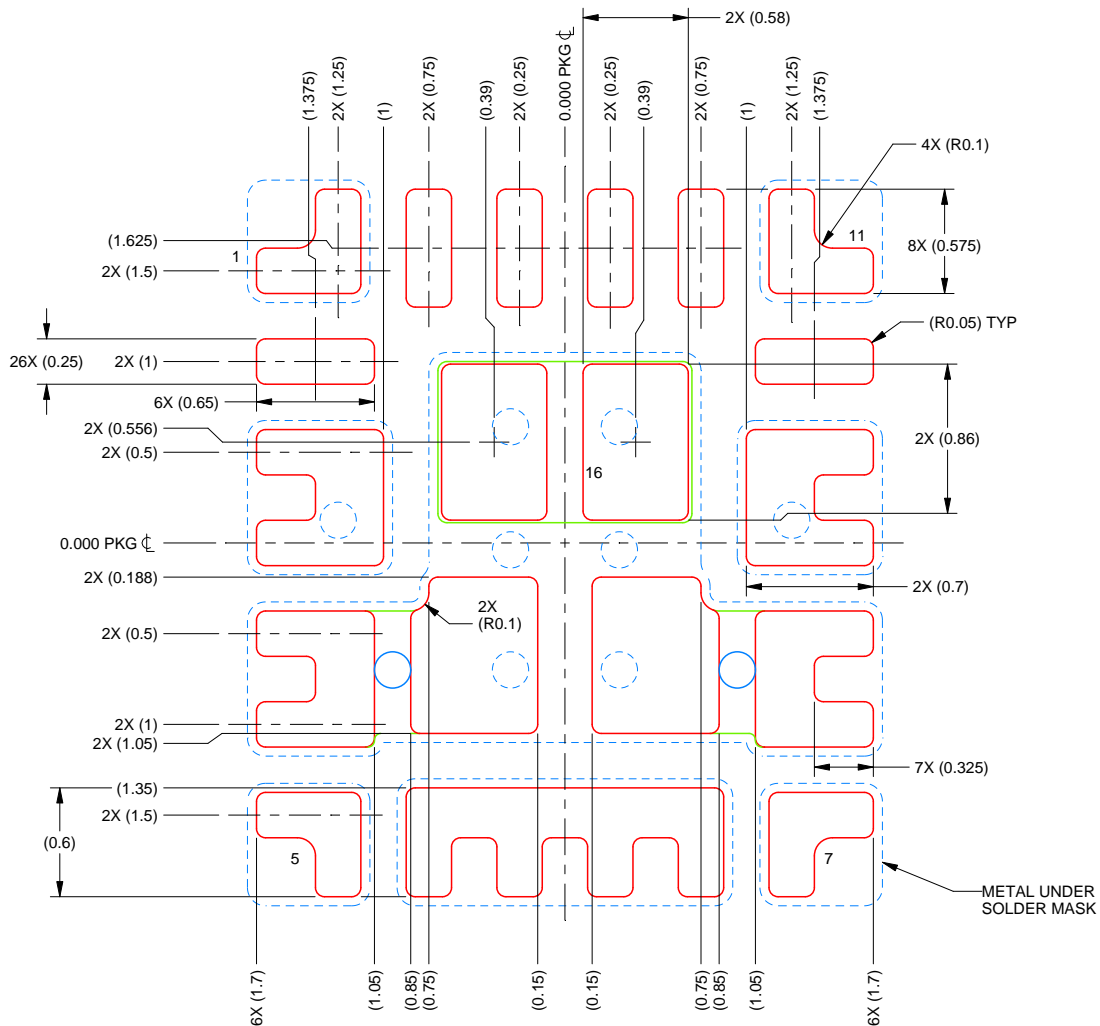 2X (0.58)
0.000 PKG ℄
(1.375)
2X (1.25)
(1)
2X (0.75)
(0.39)
2X (0.25)
2X (0.25)
(0.39)
2X (0.75)
(1)
2X (1.25)
(1.375)
4X (R0.1)
(1.625)
1
11
2X (1.5)
8X (0.575)
(R0.05) TYP
26X (0.25)
2X (1)
6X (0.65)
2X (0.556)
2X (0.5)
2X (0.86)
16
0.000 PKG ℄
2X (0.188)
2X (0.7)
2X
(R0.1)
2X (0.5)
2X (1)
2X (1.05)
7X (0.325)
(1.35)
2X (1.5)
(0.6)
5
7
METAL UNDER
SOLDER MASK
6X (1.7)
(1.05)
(0.85)
(0.75)
(0.15)
(0.15)
(0.75)
(0.85)
(1.05)
6X (1.7)